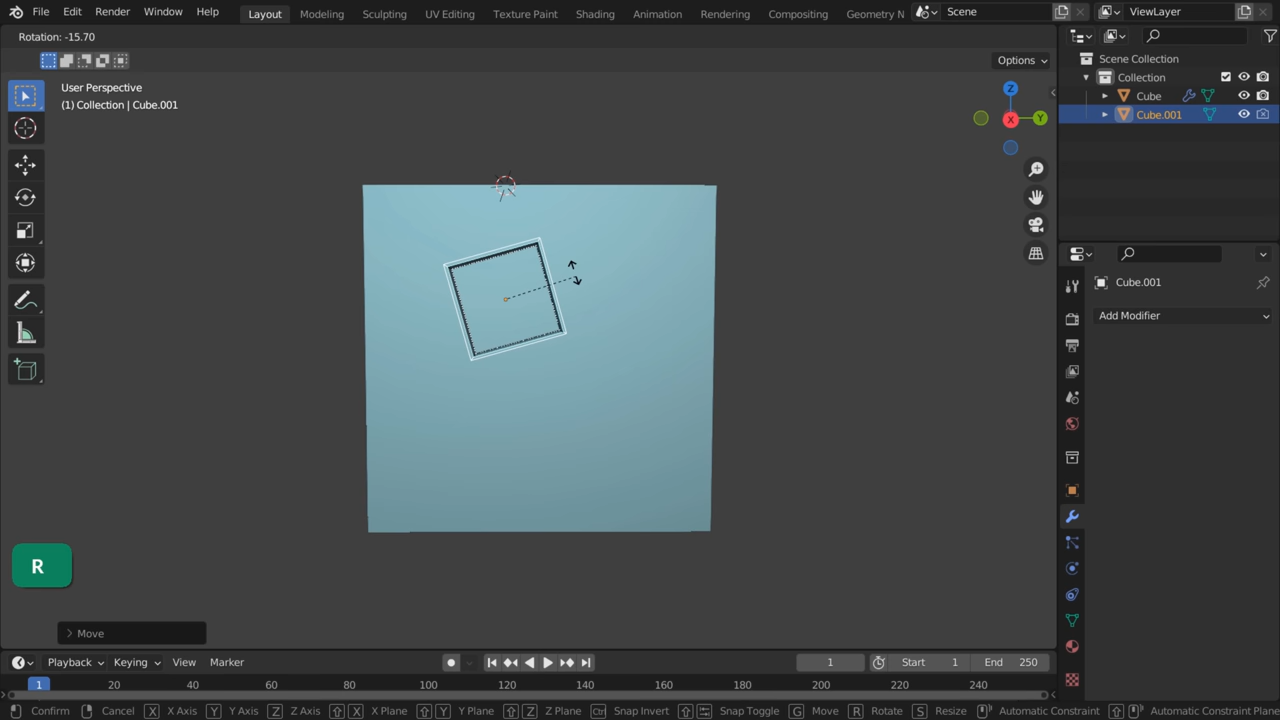 File Edit Render Window Help Layout Modeling Sculpting UV Editing Texture Paint Shading Animation Rendering Compositing Geometry N Scene ViewLayer
Rotation: -15.70
Options
User Perspective
(1) Collection | Cube.001
Z
X
Y
Scene Collection
Collection
Cube
Cube.001
Cube.001
Add Modifier
R
Move
Playback Keying View Marker 1 Start 1 End 250
1 20 40 60 80 100 120 140 160 180 200 220 240
Confirm Cancel X X Axis Y Y Axis Z Z Axis X X Plane Y Y Plane Z Z Plane Ctrl Snap Invert Snap Toggle G Move R Rotate S Resize Automatic Constraint Automatic Constraint Plane